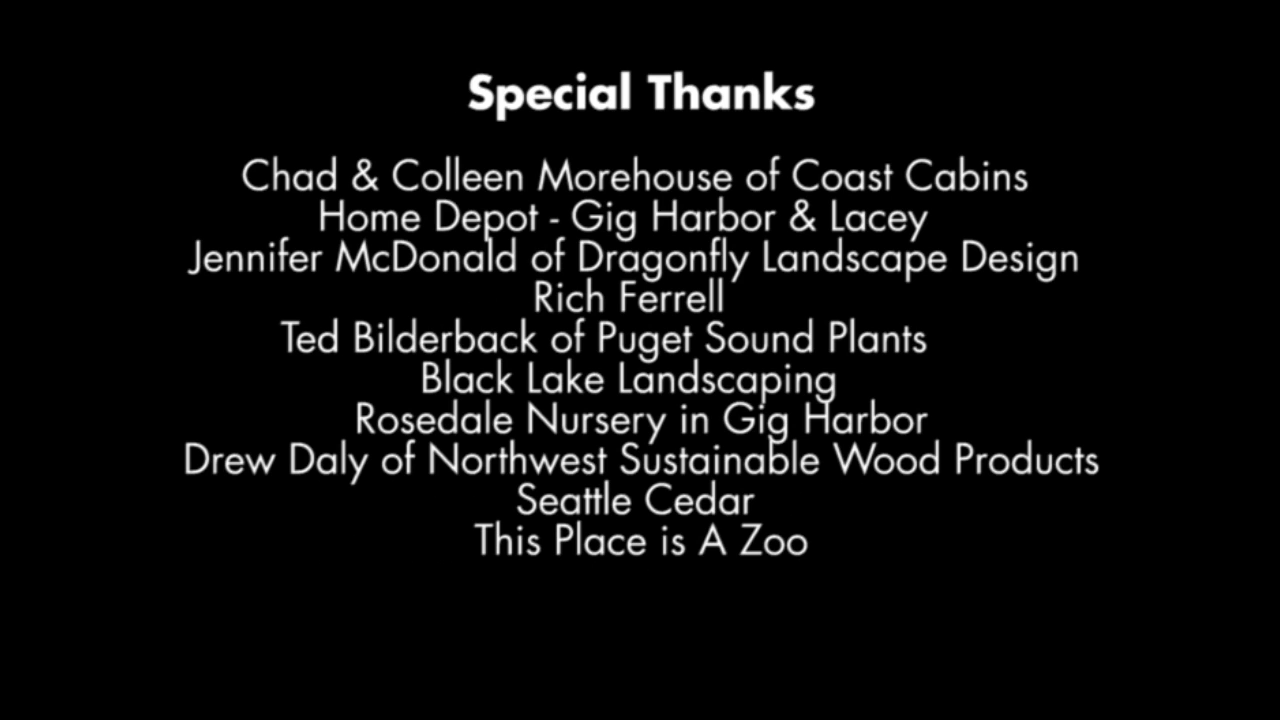 Special Thanks
Chad & Colleen Morehouse of Coast Cabins
Home Depot - Gig Harbor & Lacey
Jennifer McDonald of Dragonfly Landscape Design
Rich Ferrell
Ted Bilderback of Puget Sound Plants
Black Lake Landscaping
Rosedale Nursery in Gig Harbor
Drew Daly of Northwest Sustainable Wood Products
Seattle Cedar
This Place is A Zoo